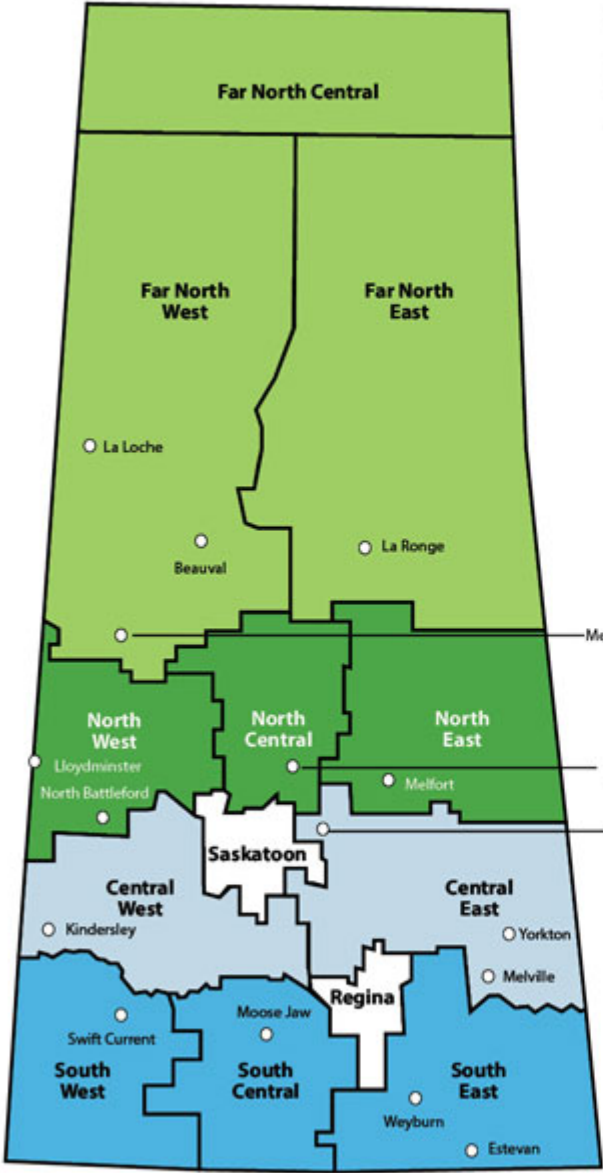 Far North Central
Far North
West
Far North
East
La Loche
Beauval
La Ronge
North
West
North
Central
North
East
Lloydminster
North Battleford
Melfort
Saskatoon
Central
West
Central
East
Kindersley
Yorkton
Melville
Regina
Moose Jaw
Swift Current
South
West
South
Central
South
East
Weyburn
Estevan